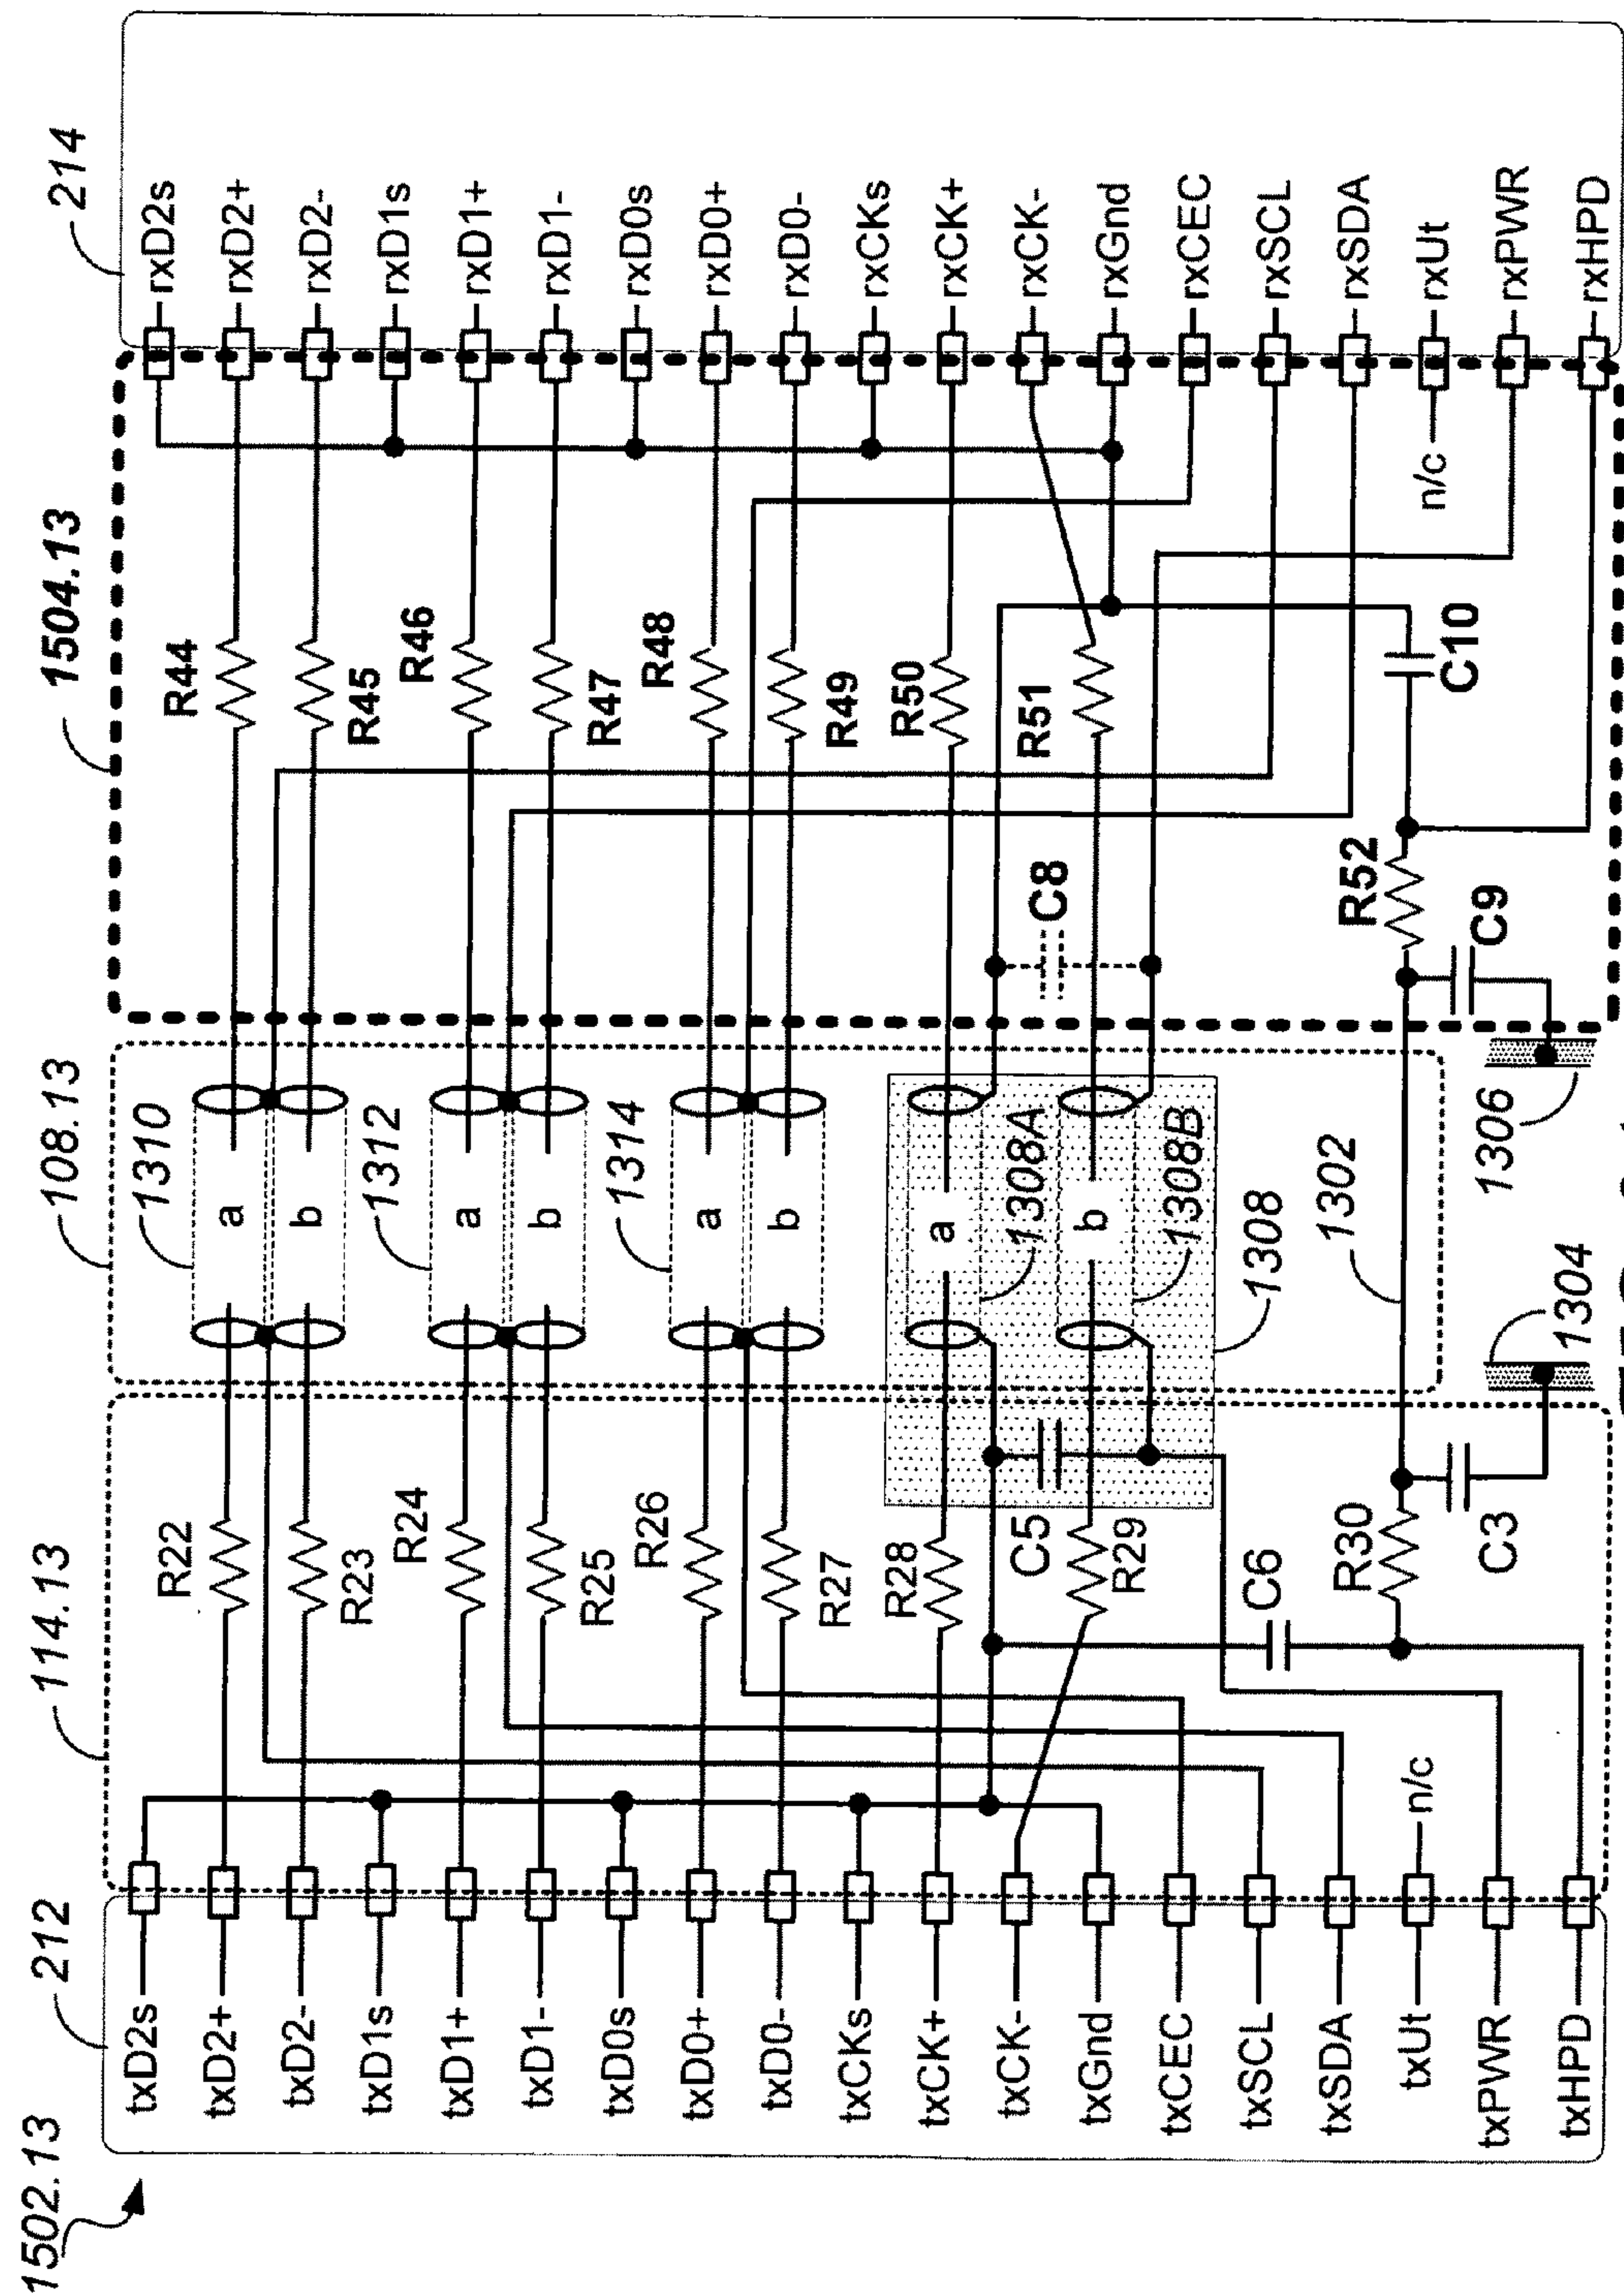 1502.13
212
114.13
108.13
1504.13
214
txD2s
txD2+
txD2-
txD1s
txD1+
txD1-
txD0s
txD0+
txD0-
txCKs
txCK+
txCK-
txGnd
txCEC
txSCL
txSDA
txUt
txPWR
txHPD
n/c
R22
R23
R24
R25
R26
R27
R28
C5
R29
C6
R30
C3
1310
a
b
1312
a
b
1314
a
b
a
1308A
b
1308B
1308
1302
1304
1306
R44
R45
R46
R47
R48
R49
R50
R51
C8
R52
C9
C10
n/c
rxD2s
rxD2+
rxD2-
rxD1s
rxD1+
rxD1-
rxD0s
rxD0+
rxD0-
rxCKs
rxCK+
rxCK-
rxGnd
rxCEC
rxSCL
rxSDA
rxUt
rxPWR
rxHPD